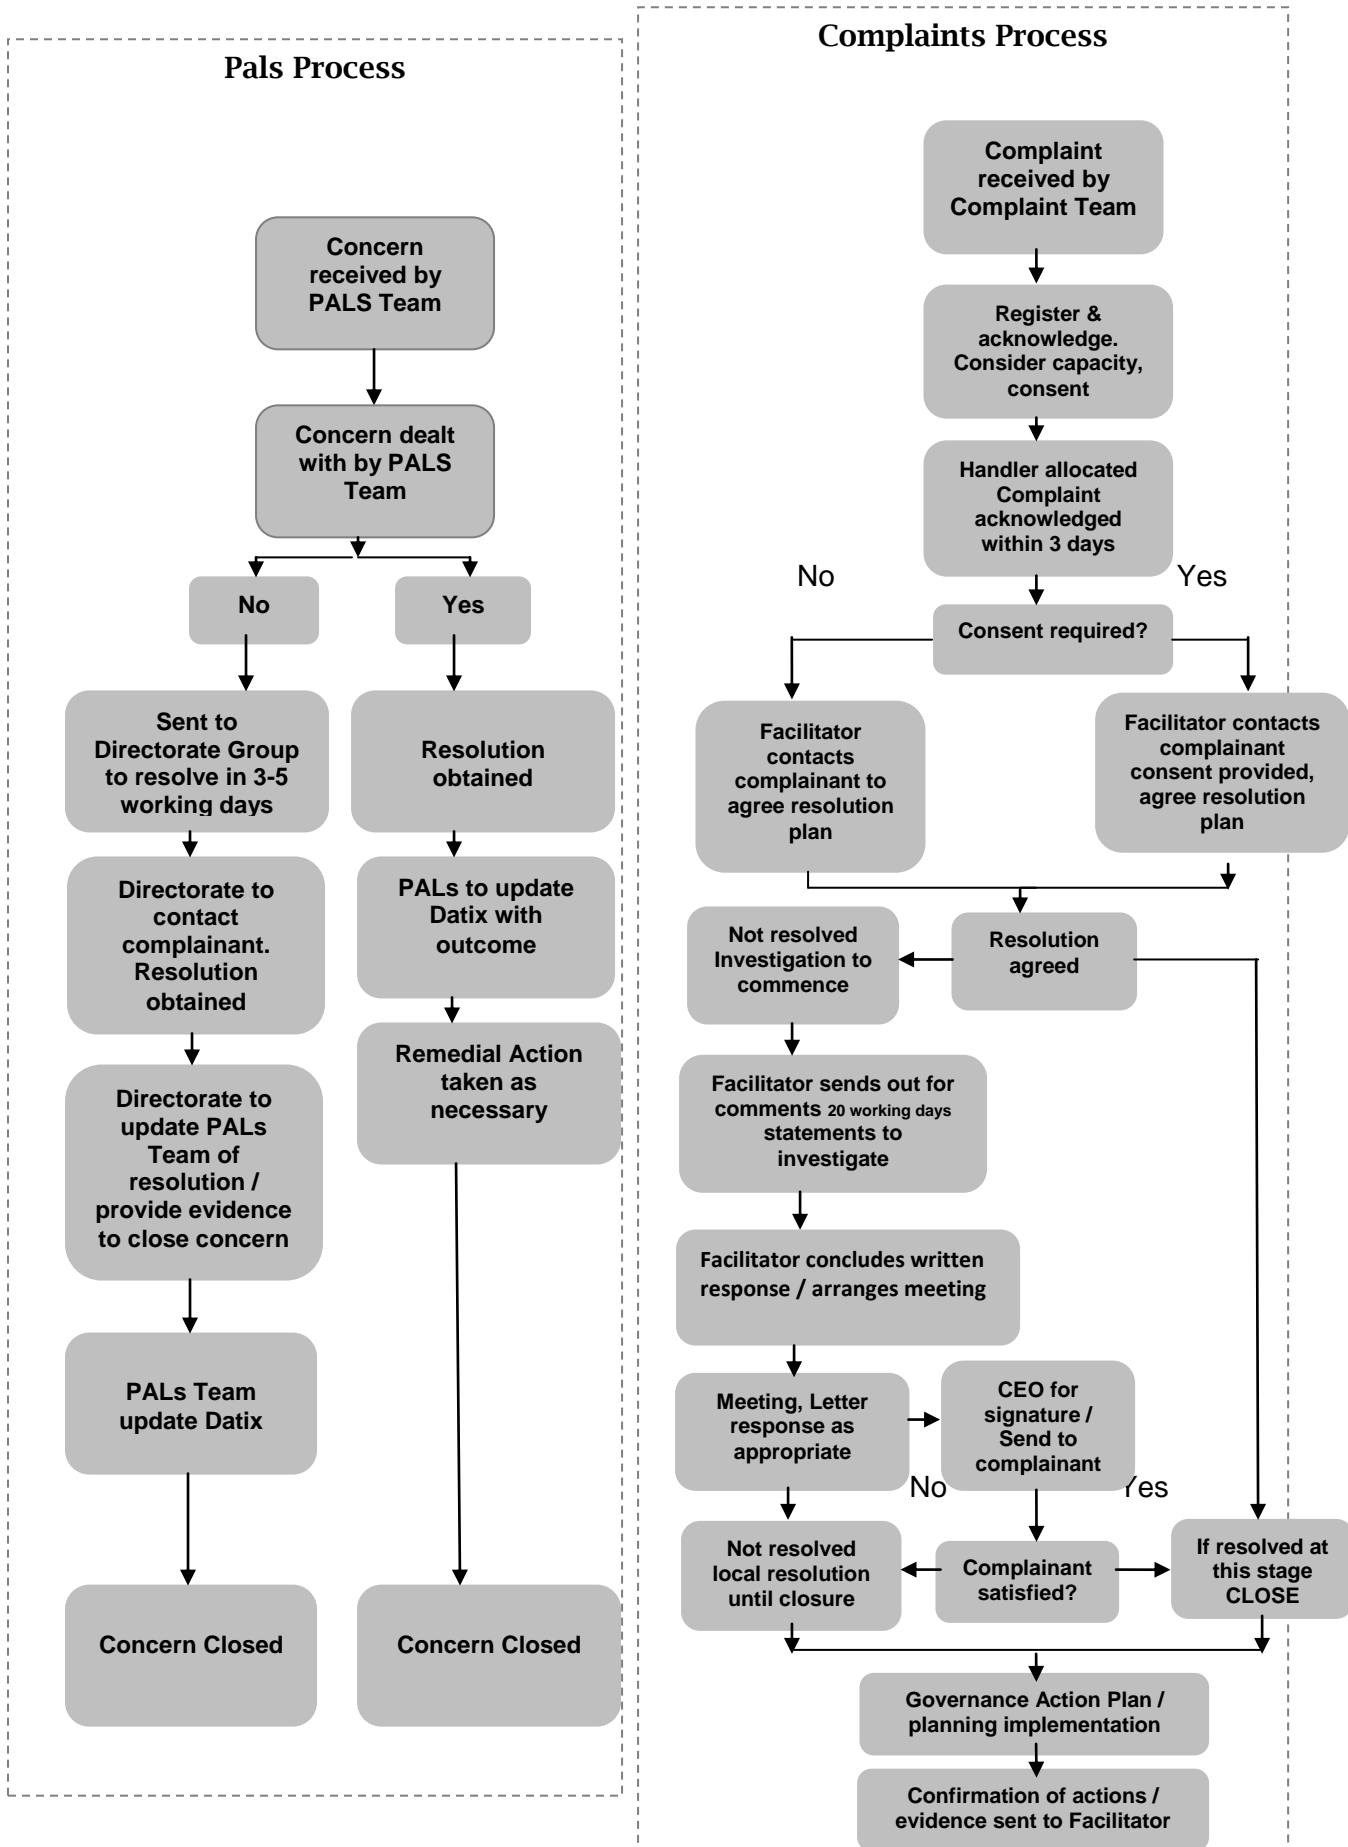 Pals Process
Concern
received by
PALS Team
Concern dealt
with by PALS
Team
No
Yes
Sent to
Directorate Group
to resolve in 3-5
working days
Directorate to
contact
complainant.
Resolution
obtained
Directorate to
update PALs
Team of
resolution /
provide evidence
to close concern
PALs Team
update Datix
Concern Closed
Resolution
obtained
PALs to update
Datix with
outcome
Remedial Action
taken as
necessary
Concern Closed
Complaints Process
Complaint
received by
Complaint Team
Register &
acknowledge.
Consider capacity,
consent
Handler allocated
Complaint
acknowledged
within 3 days
No
Yes
Consent required?
Facilitator
contacts
complainant to
agree resolution
plan
Facilitator contacts
complainant
consent provided,
agree resolution
plan
Not resolved
Investigation to
commence
Resolution
agreed
Facilitator sends out for
comments 20 working days
statements to
investigate
Facilitator concludes written
response / arranges meeting
Meeting, Letter
response as
appropriate
CEO for
signature /
Send to
complainant
No
Yes
Not resolved
local resolution
until closure
Complainant
satisfied?
If resolved at
this stage
CLOSE
Governance Action Plan /
planning implementation
Confirmation of actions /
evidence sent to Facilitator